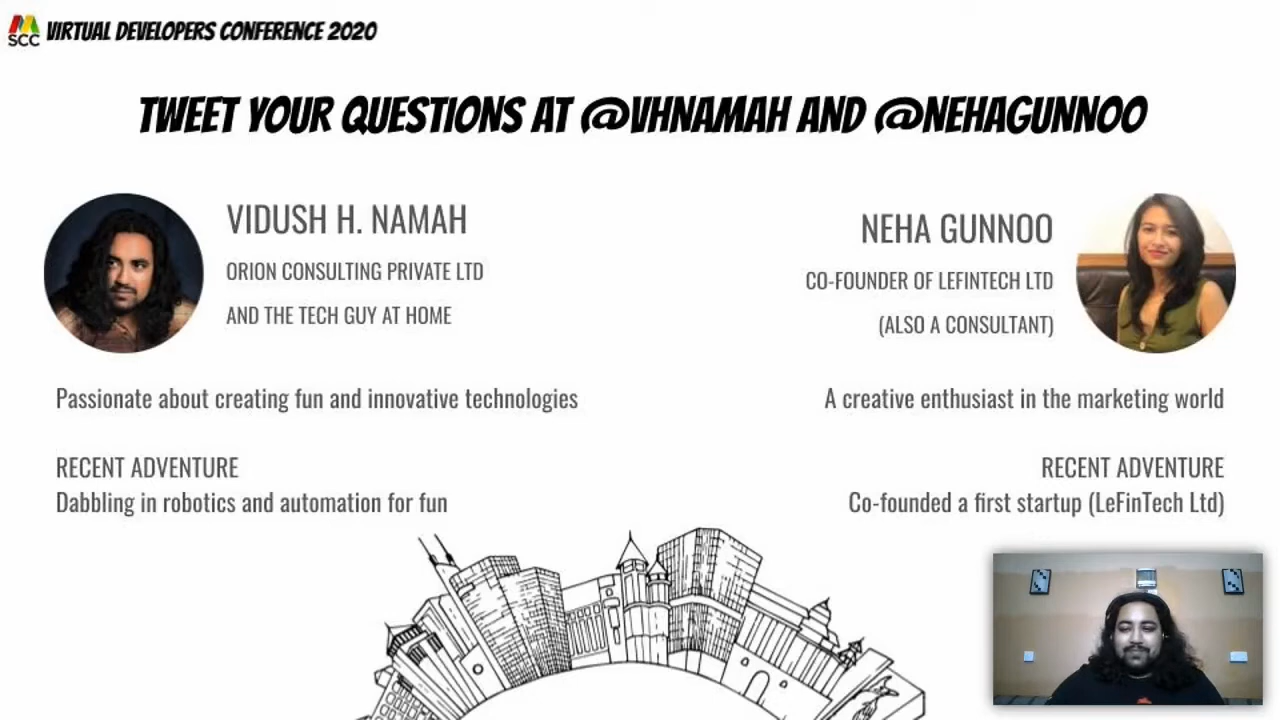 SCC VIRTUAL DEVELOPERS CONFERENCE 2020
TWEET YOUR QUESTIONS AT @VHNAMAH AND @NEHAGUNNOO
VIDUSH H. NAMAH
ORION CONSULTING PRIVATE LTD
AND THE TECH GUY AT HOME
Passionate about creating fun and innovative technologies
RECENT ADVENTURE
Dabbling in robotics and automation for fun
NEHA GUNNOO
CO-FOUNDER OF LEFINTECH LTD
(ALSO A CONSULTANT)
A creative enthusiast in the marketing world
RECENT ADVENTURE
Co-founded a first startup (LeFinTech Ltd)